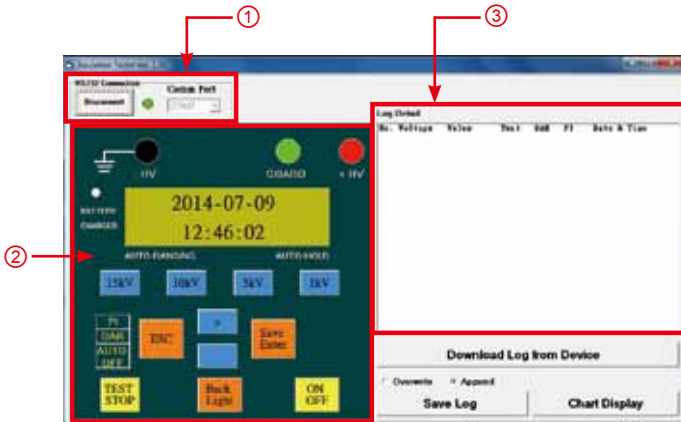 ①
③
②
Insulation Tester
RS232 Connection
Comm Port
Disconnect
Log Detail
No. Voltage Value Test DAR PI Date & Time
HV
GUARD
+ HV
BATTERY
CHARGER
2014-07-09
12:46:02
AUTO RANGING
AUTO HOLD
15kV
10kV
5kV
1kV
PI
DAR
AUTO
OFF
ESC
Save
Enter
TEST
STOP
Back
Light
ON
OFF
Download Log from Device
Overwrite
Append
Save Log
Chart Display